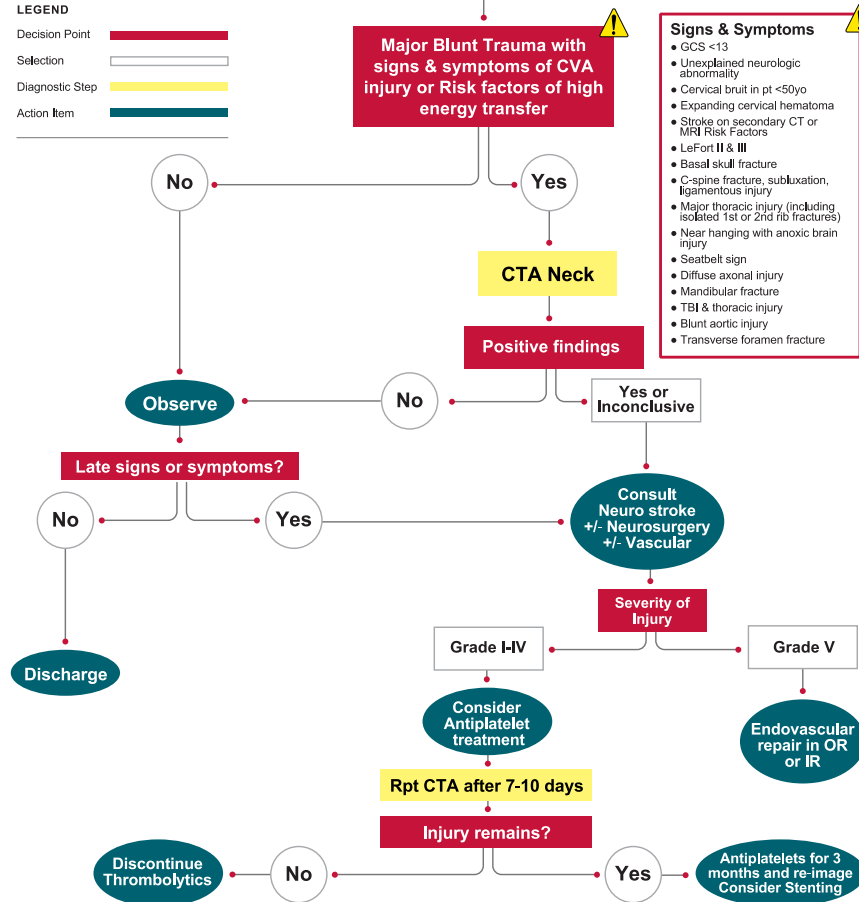 LEGEND
Decision Point
Selection
Diagnostic Step
Action Item
Major Blunt Trauma with
signs & symptoms of CVA
injury or Risk factors of high
energy transfer
Signs & Symptoms
• GCS <13
• Unexplained neurologic
abnormality
• Cervical bruit in pt <50yo
• Expanding cervical hematoma
• Stroke on secondary CT or
MRI Risk Factors
• LeFort II & III
• Basal skull fracture
• C-spine fracture, subluxation,
ligamentous injury
• Major thoracic injury (including
isolated 1st or 2nd rib fractures)
• Near hanging with anoxic brain
injury
• Seatbelt sign
• Diffuse axonal injury
• Mandibular fracture
• TBI & thoracic injury
• Blunt aortic injury
• Transverse foramen fracture
No
Yes
CTA Neck
Positive findings
Observe
No
Yes or
Inconclusive
Late signs or symptoms?
No
Yes
Consult
Neuro stroke
+/- Neurosurgery
+/- Vascular
Severity of
Injury
Discharge
Grade I-IV
Grade V
Consider
Antiplatelet
treatment
Endovascular
repair in OR
or IR
Rpt CTA after 7-10 days
Injury remains?
Discontinue
Thrombolytics
No
Yes
Antiplatelets for 3
months and re-image
Consider Stenting